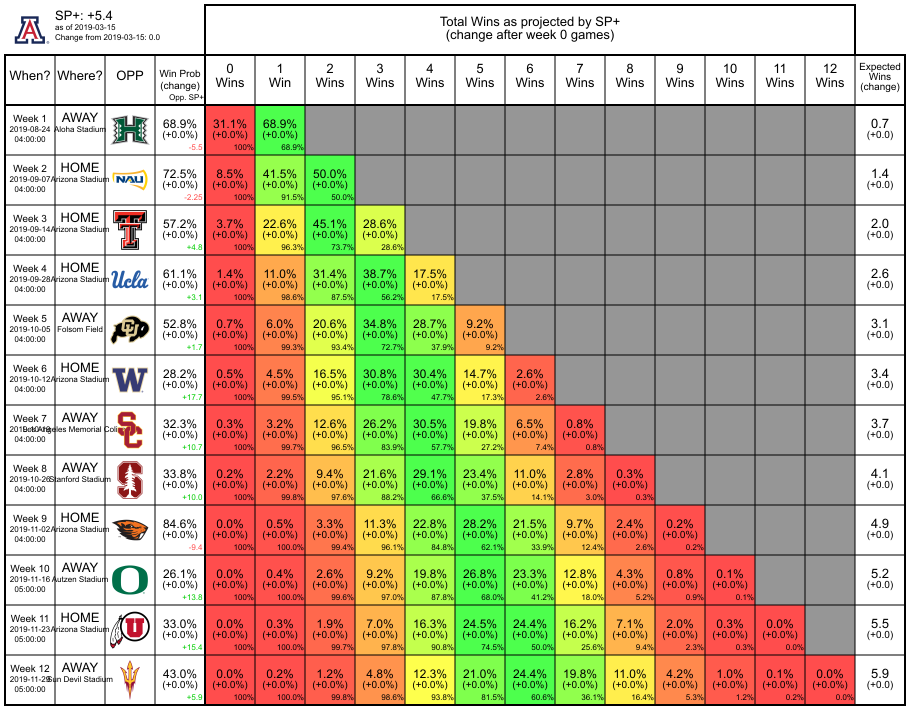 SP+: +5.4
as of 2019-03-15
Change from 2019-03-15: 0.0
Total Wins as projected by SP+
(change after week 0 games)
When? Where? OPP Win Prob (change) Opp. SP+ 0 Wins 1 Win 2 Wins 3 Wins 4 Wins 5 Wins 6 Wins 7 Wins 8 Wins 9 Wins 10 Wins 11 Wins 12 Wins Expected Wins (change)
Week 1 AWAY 68.9% 31.1% 68.9% 0.7
2019-08-24 Aloha Stadium H (+0.0%) (+0.0%) (+0.0%) (+0.0)
04:00:00 -5.5 100% 68.9%
Week 2 HOME 72.5% 8.5% 41.5% 50.0% 1.4
2019-09-07 Arizona Stadium NAU (+0.0%) (+0.0%) (+0.0%) (+0.0%) (+0.0)
04:00:00 -2.25 100% 91.5% 50.0%
Week 3 HOME 57.2% 3.7% 22.6% 45.1% 28.6% 2.0
2019-09-14 Arizona Stadium T (+0.0%) (+0.0%) (+0.0%) (+0.0%) (+0.0%) (+0.0)
04:00:00 +4.8 100% 96.3% 73.7% 28.6%
Week 4 HOME 61.1% 1.4% 11.0% 31.4% 38.7% 17.5% 2.6
2019-09-28 Arizona Stadium Ucla (+0.0%) (+0.0%) (+0.0%) (+0.0%) (+0.0%) (+0.0%) (+0.0)
04:00:00 +3.1 100% 98.6% 87.5% 56.2% 17.5%
Week 5 AWAY 52.8% 0.7% 6.0% 20.6% 34.8% 28.7% 9.2% 3.1
2019-10-05 Folsom Field CU (+0.0%) (+0.0%) (+0.0%) (+0.0%) (+0.0%) (+0.0%) (+0.0%) (+0.0)
04:00:00 +1.7 100% 99.3% 93.4% 72.7% 37.9% 9.2%
Week 6 HOME 28.2% 0.5% 4.5% 16.5% 30.8% 30.4% 14.7% 2.6% 3.4
2019-10-12 Arizona Stadium W (+0.0%) (+0.0%) (+0.0%) (+0.0%) (+0.0%) (+0.0%) (+0.0%) (+0.0%) (+0.0)
04:00:00 +17.7 100% 99.5% 95.1% 78.6% 47.7% 17.3% 2.6%
Week 7 AWAY 32.3% 0.3% 3.2% 12.6% 26.2% 30.5% 19.8% 6.5% 0.8% 3.7
Memorial SC (+0.0%) (+0.0%) (+0.0%) (+0.0%) (+0.0%) (+0.0%) (+0.0%) (+0.0%) (+0.0%) (+0.0)
04:00:00 +10.7 100% 99.7% 96.5% 83.9% 57.7% 27.2% 7.4% 0.8%
Week 8 AWAY 33.8% 0.2% 2.2% 9.4% 21.6% 29.1% 23.4% 11.0% 2.8% 0.3% 4.1
2019-10-26 Stanford Stadium S (+0.0%) (+0.0%) (+0.0%) (+0.0%) (+0.0%) (+0.0%) (+0.0%) (+0.0%) (+0.0%) (+0.0%) (+0.0)
04:00:00 +10.0 100% 99.8% 97.6% 88.2% 66.6% 37.5% 14.1% 3.0% 0.3%
Week 9 HOME 84.6% 0.0% 0.5% 3.3% 11.3% 22.8% 28.2% 21.5% 9.7% 2.4% 0.2% 4.9
2019-11-02 Arizona Stadium (+0.0%) (+0.0%) (+0.0%) (+0.0%) (+0.0%) (+0.0%) (+0.0%) (+0.0%) (+0.0%) (+0.0%) (+0.0%) (+0.0)
04:00:00 -9.4 100% 100.0% 99.4% 96.1% 84.8% 62.1% 33.9% 12.4% 2.6% 0.2%
Week 10 AWAY 26.1% 0.0% 0.4% 2.6% 9.2% 19.8% 26.8% 23.3% 12.8% 4.3% 0.8% 0.1% 5.2
2019-11-16 Autzen Stadium O (+0.0%) (+0.0%) (+0.0%) (+0.0%) (+0.0%) (+0.0%) (+0.0%) (+0.0%) (+0.0%) (+0.0%) (+0.0%) (+0.0%) (+0.0)
05:00:00 +13.8 100% 100.0% 99.6% 97.0% 87.8% 68.0% 41.2% 18.0% 5.2% 0.9% 0.1%
Week 11 HOME 33.0% 0.0% 0.3% 1.9% 7.0% 16.3% 24.5% 24.4% 16.2% 7.1% 2.0% 0.3% 0.0% 5.5
2019-11-23 Arizona Stadium U (+0.0%) (+0.0%) (+0.0%) (+0.0%) (+0.0%) (+0.0%) (+0.0%) (+0.0%) (+0.0%) (+0.0%) (+0.0%) (+0.0%) (+0.0%) (+0.0)
05:00:00 +15.4 100% 100.0% 99.7% 97.8% 90.8% 74.5% 50.0% 25.6% 9.4% 2.3% 0.3% 0.0%
Week 12 AWAY 43.0% 0.0% 0.2% 1.2% 4.8% 12.3% 21.0% 24.4% 19.8% 11.0% 4.2% 1.0% 0.1% 0.0% 5.9
2019-11-29 Sun Devil Stadium (+0.0%) (+0.0%) (+0.0%) (+0.0%) (+0.0%) (+0.0%) (+0.0%) (+0.0%) (+0.0%) (+0.0%) (+0.0%) (+0.0%) (+0.0%) (+0.0%) (+0.0)
05:00:00 +5.9 100% 100.0% 99.8% 98.6% 93.8% 81.5% 60.6% 36.1% 16.4% 5.3% 1.2% 0.2% 0.0%